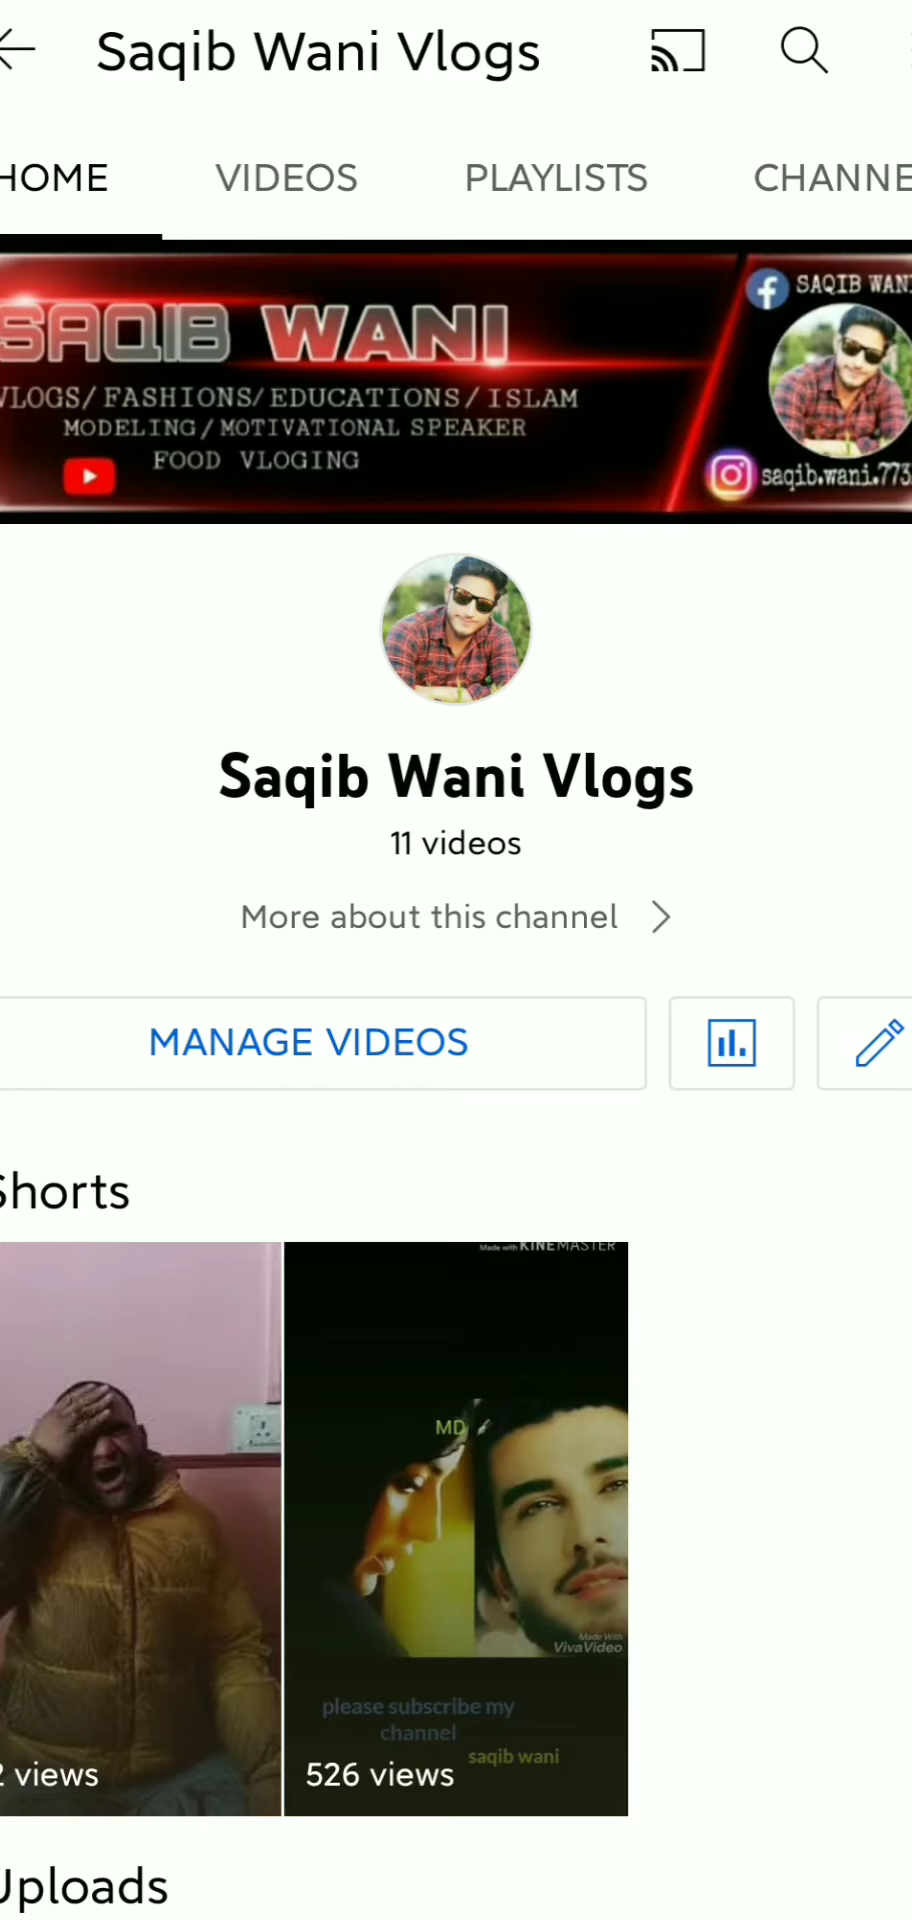 Saqib Wani Vlogs
HOME VIDEOS PLAYLISTS CHANNE
SAQIB WANI
VLOGS/FASHIONS/EDUCATIONS/ISLAM
MODELING/MOTIVATIONAL SPEAKER
FOOD VLOGING
SAQIB WANI
saqib.wani.773
Saqib Wani Vlogs
11 videos
More about this channel
MANAGE VIDEOS
Shorts
Made with KINEMASTER
MD
Made With
VivaVideo
please subscribe my
channel
saqib wani
2 views
526 views
Uploads